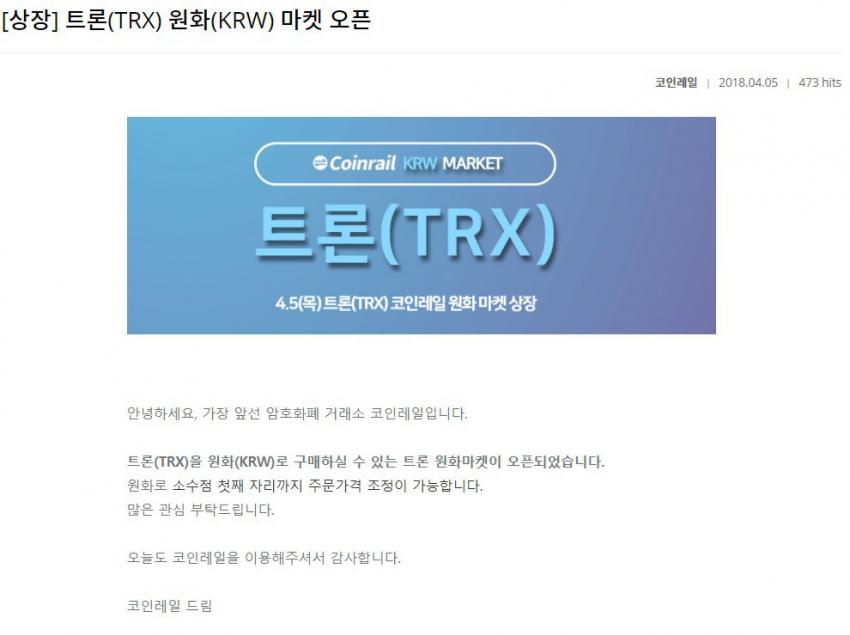 [상장] 트론(TRX) 원화(KRW) 마켓 오픈
코인레일 | 2018.04.05 | 473 hits
Coinrail KRW MARKET
트론(TRX)
4.5(목) 트론(TRX) 코인레일 원화 마켓 상장
안녕하세요, 가장 앞선 암호화폐 거래소 코인레일입니다.
트론(TRX)을 원화(KRW)로 구매하실 수 있는 트론 원화마켓이 오픈되었습니다.
원화로 소수점 첫째 자리까지 주문가격 조정이 가능합니다.
많은 관심 부탁드립니다.
오늘도 코인레일을 이용해주셔서 감사합니다.
코인레일 드림